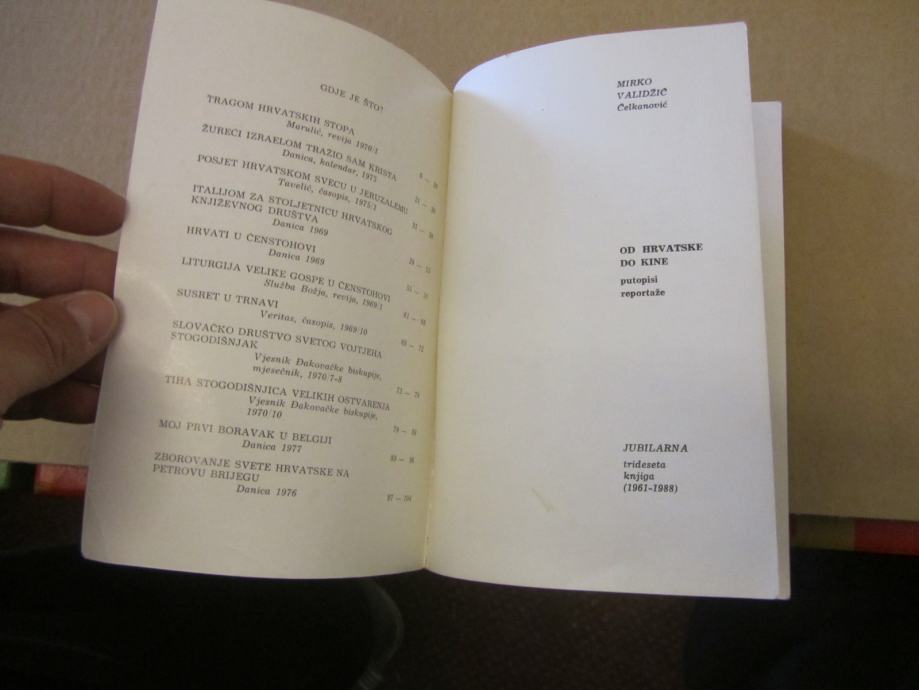 GDJE JE ŠTO?
TRAGOM HRVATSKIH STOPA
Marulić, revija 1970/1
ŽUREĆI IZRAELOM TRAŽIO SAM KRISTA
Danica, kalendar, 1975
POSJET HRVATSKOM SVECU U JERUZALEMU
Tavelić, časopis, 1975/1
ITALIJOM ZA STOLJETNICU HRVATSKOG
KNJIŽEVNOG DRUŠTVA
Danica 1969
HRVATI U ČENSTOHOVI
Danica 1969
LITURGIJA VELIKE GOSPE U ČENSTOHOVI
Služba Božja, revija, 1969/1
SUSRET U TRNAVI
Veritas, časopis, 1969/10
SLOVAČKO DRUŠTVO SVETOG VOJTJEHA
STOGODIŠNJAK
Vjesnik Đakovačke biskupije,
mjesečnik, 1970/7-8
TIHA STOGODIŠNJICA VELIKIH OSTVARENJA
Vjesnik Đakovačke biskupije,
1970/10
MOJ PRVI BORAVAK U BELGIJI
Danica 1977
ZBOROVANJE SVETE HRVATSKE NA
PETROVU BRIJEGU
Danica 1976
97 — 104
MIRKO
VALIDŽIĆ
Čelkanović
OD HRVATSKE
DO KINE
putopisi
reportaže
JUBILARNA
trideseta
knjiga
(1961-1988)